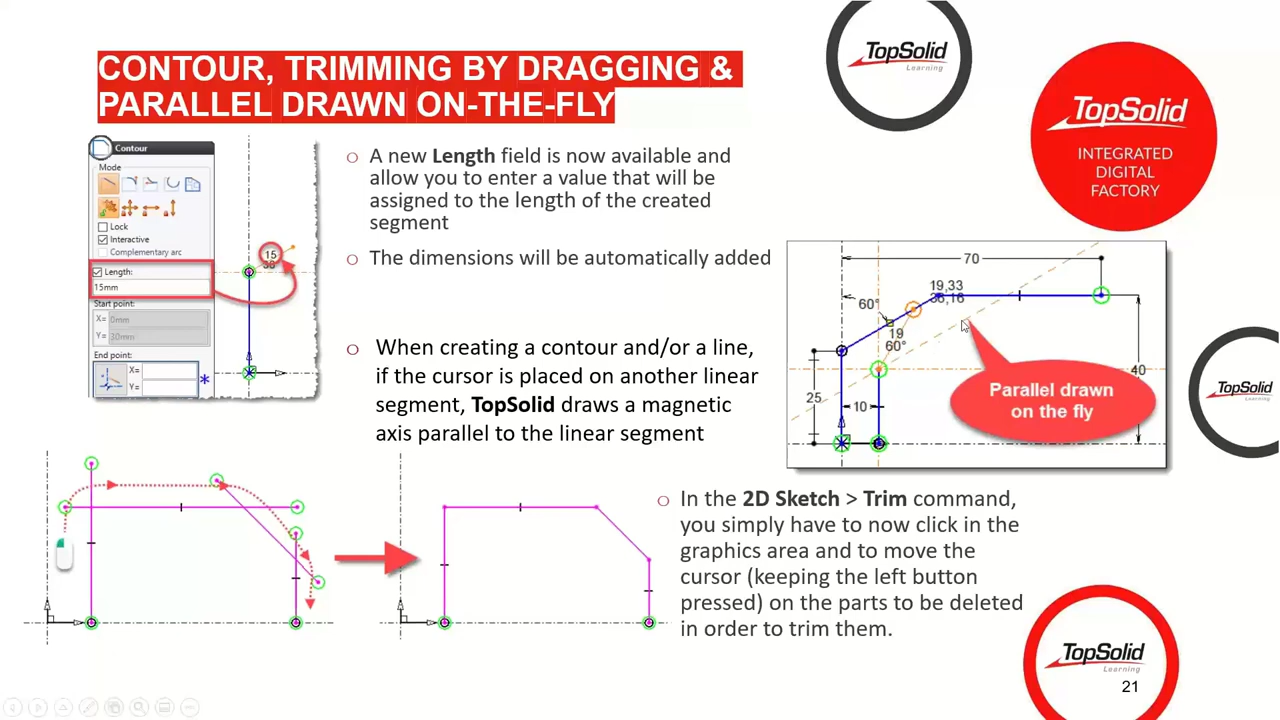 CONTOUR, TRIMMING BY DRAGGING &
PARALLEL DRAWN ON-THE-FLY
TopSolid
Learning
TopSolid
INTEGRATED
DIGITAL
FACTORY
Contour
Mode
Lock
Interactive
Complementary arc
Length:
15mm
Start point:
X= 0mm
Y= 30mm
End point:
X=
Y=
*
15
○ A new Length field is now available and
allow you to enter a value that will be
assigned to the length of the created
segment
○ The dimensions will be automatically added
○ When creating a contour and/or a line,
if the cursor is placed on another linear
segment, TopSolid draws a magnetic
axis parallel to the linear segment
70
19,33
38,16
60°
19
60°
25
10
40
Parallel drawn
on the fly
TopSolid
Learning
○ In the 2D Sketch > Trim command,
you simply have to now click in the
graphics area and to move the
cursor (keeping the left button
pressed) on the parts to be deleted
in order to trim them.
TopSolid
Learning
21